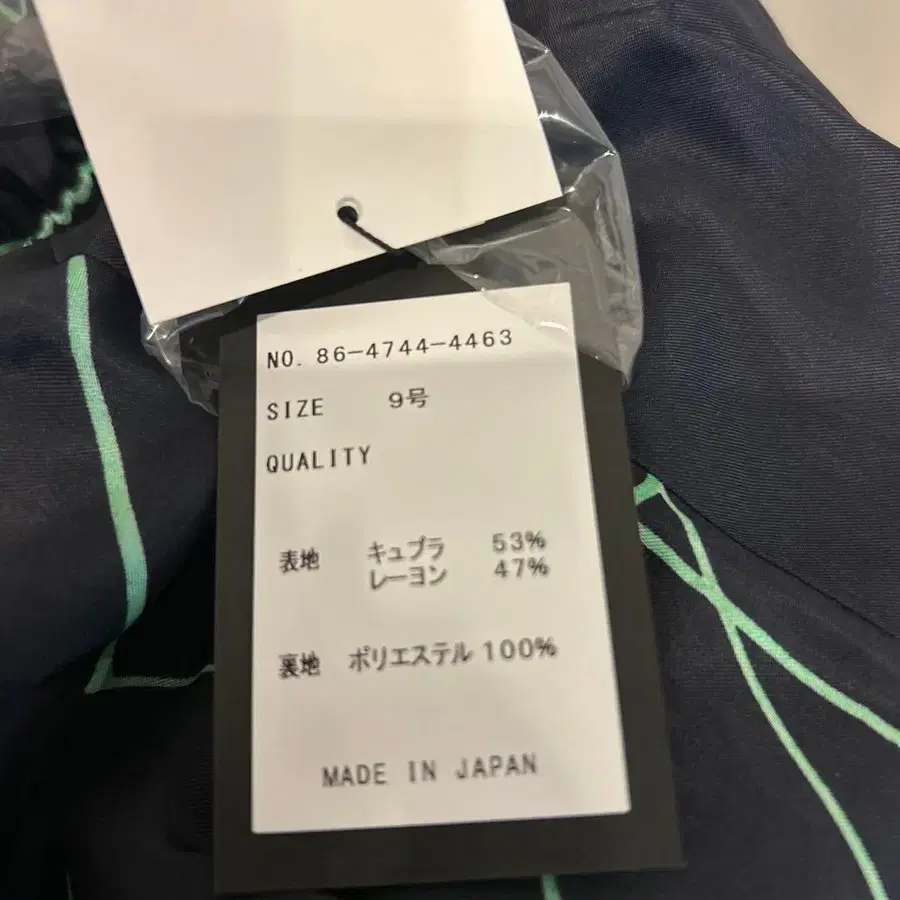 NO. 86-4744-4463
SIZE 9号
QUALITY
表地 キュプラ 53%
レーヨン 47%
裏地 ポリエステル 100%
MADE IN JAPAN